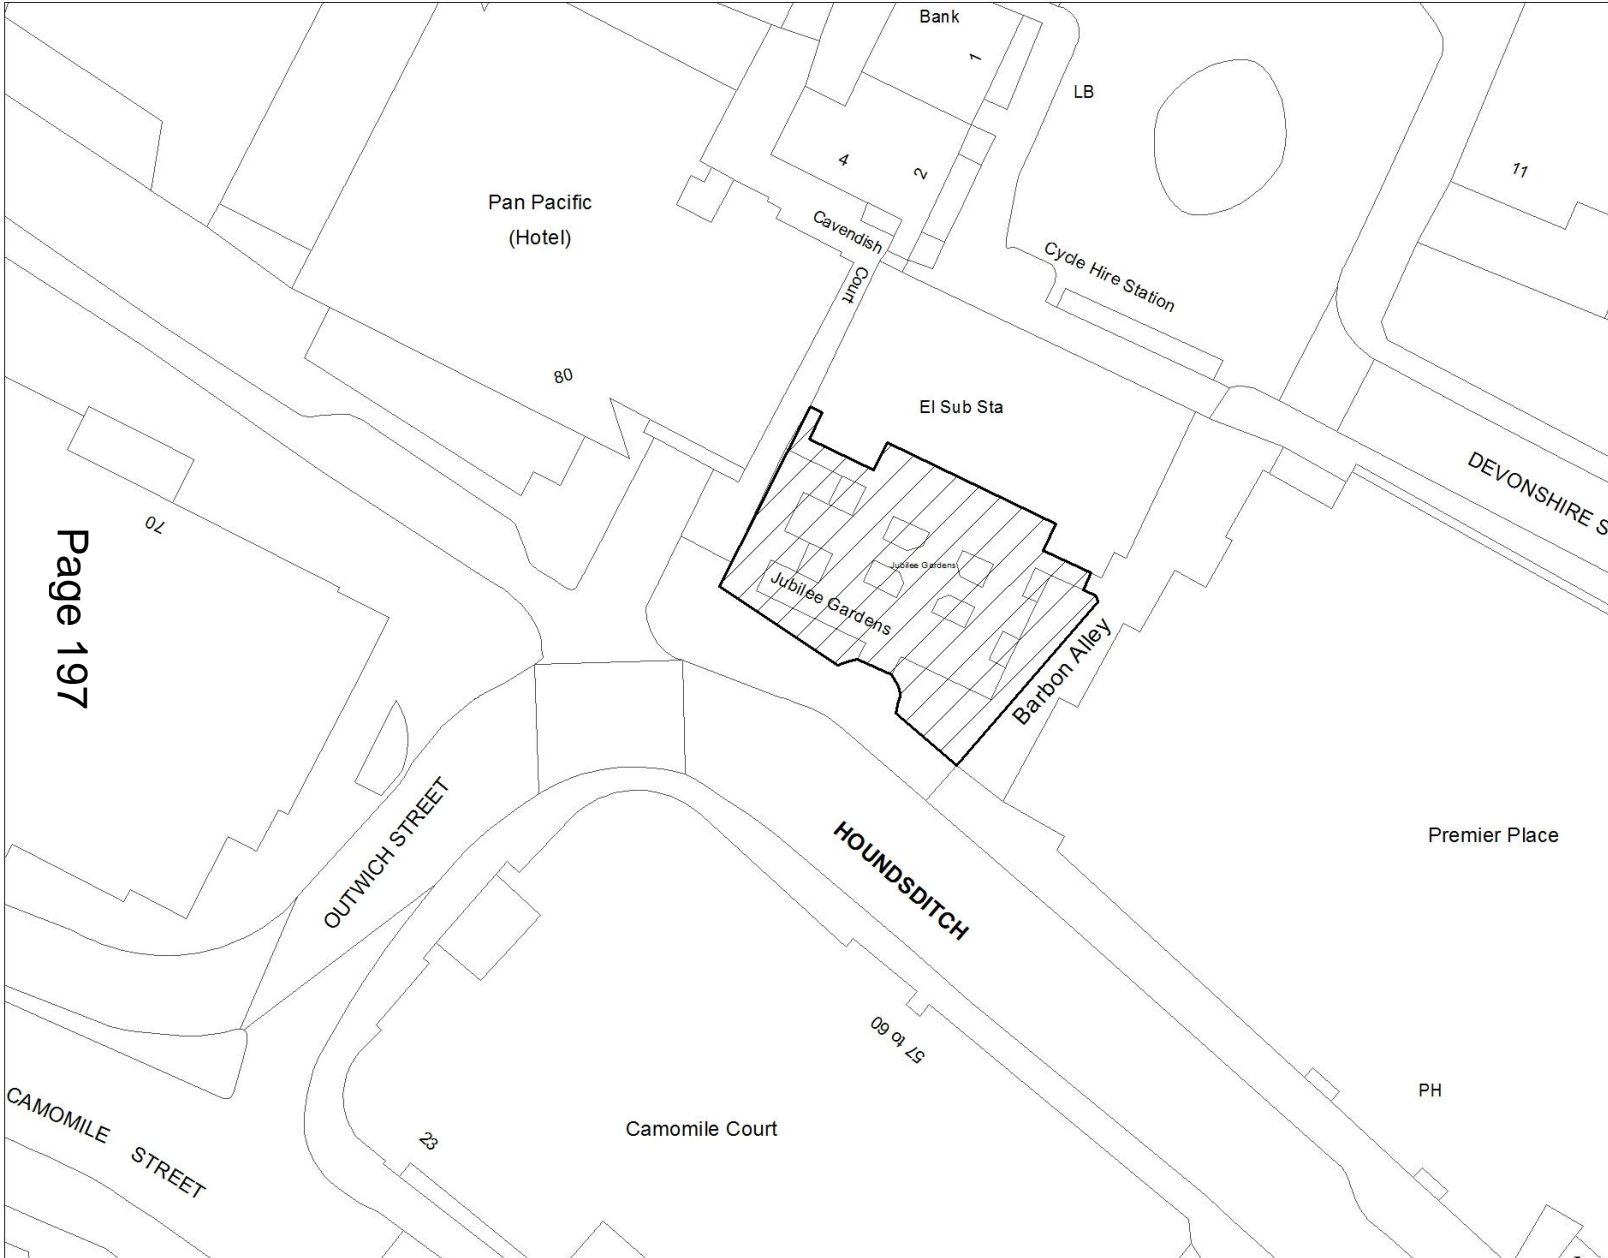 Bank
1
LB
4
2
11
Pan Pacific
(Hotel)
Cavendish
Court
Cycle Hire Station
80
El Sub Sta
DEVONSHIRE S
70
Page 197
Jubilee Gardens
Jubilee Gardens
Barbon Alley
OUTWICH STREET
HOUNDSDITCH
Premier Place
57 to 60
PH
CAMOMILE STREET
23
Camomile Court